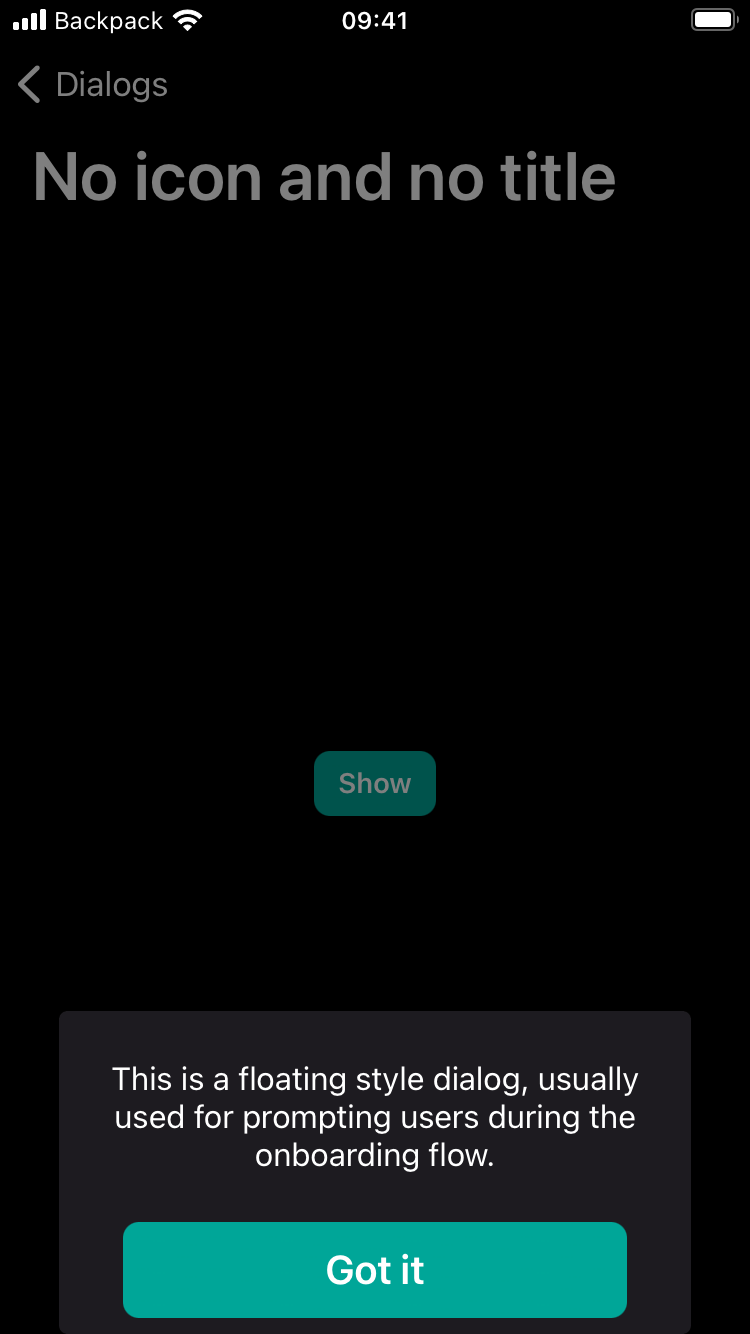 Backpack 09:41
Dialogs
No icon and no title
Show
This is a floating style dialog, usually
used for prompting users during the
onboarding flow.
Got it